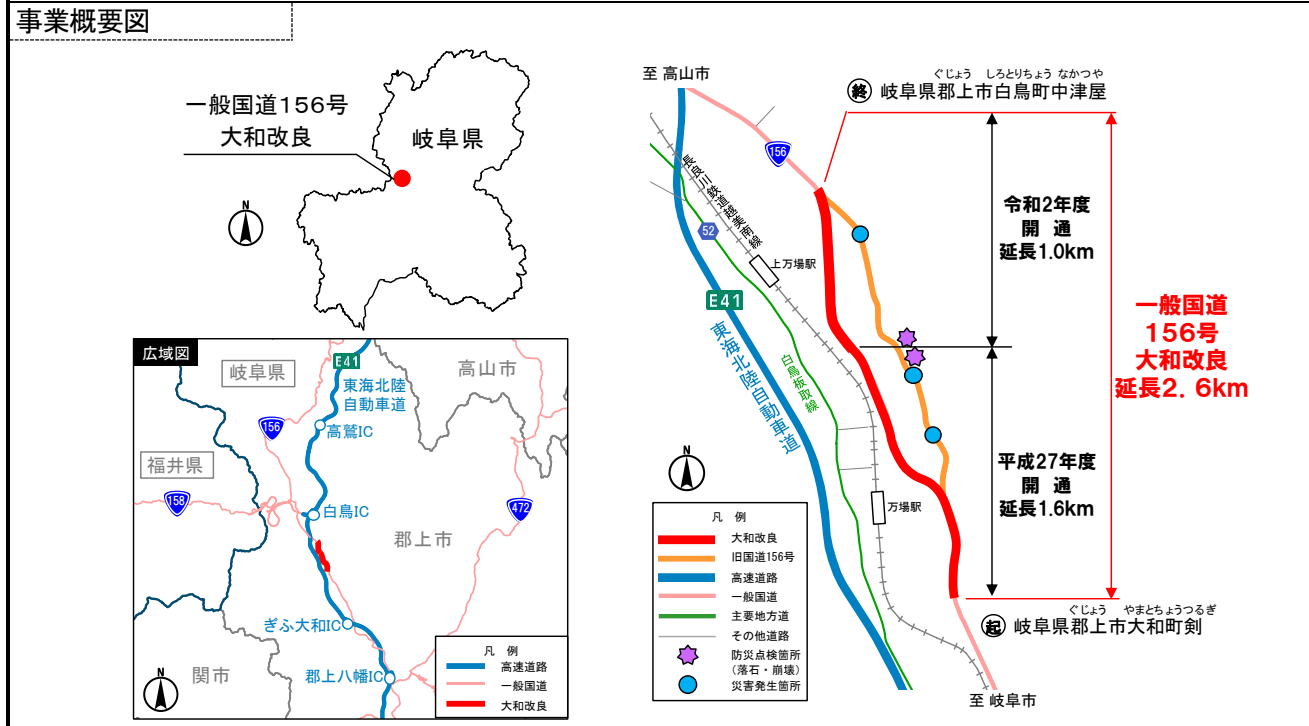 事業概要図
一般国道156号
大和改良
岐阜県
N
広域図
岐阜県
E41
東海北陸
自動車道
高山市
156
高鷲IC
福井県
158
白鳥IC
472
郡上市
ぎふ大和IC
関市
郡上八幡IC
N
凡 例
高速道路
一般国道
大和改良
至 高山市
ぐじょう しろとりちょう なかつや
終 岐阜県郡上市白鳥町中津屋
156
長良川鉄道越美南線
52
上万場駅
E41
東海北陸自動車道
白鳥板取線
万場駅
N
令和2年度
開 通
延長1.0km
平成27年度
開 通
延長1.6km
一般国道
156号
大和改良
延長2.6km
ぐじょう やまとちょうつるぎ
起 岐阜県郡上市大和町剣
至 岐阜市
凡 例
大和改良
旧国道156号
高速道路
一般国道
主要地方道
その他道路
防災点検箇所
(落石・崩壊)
災害発生箇所